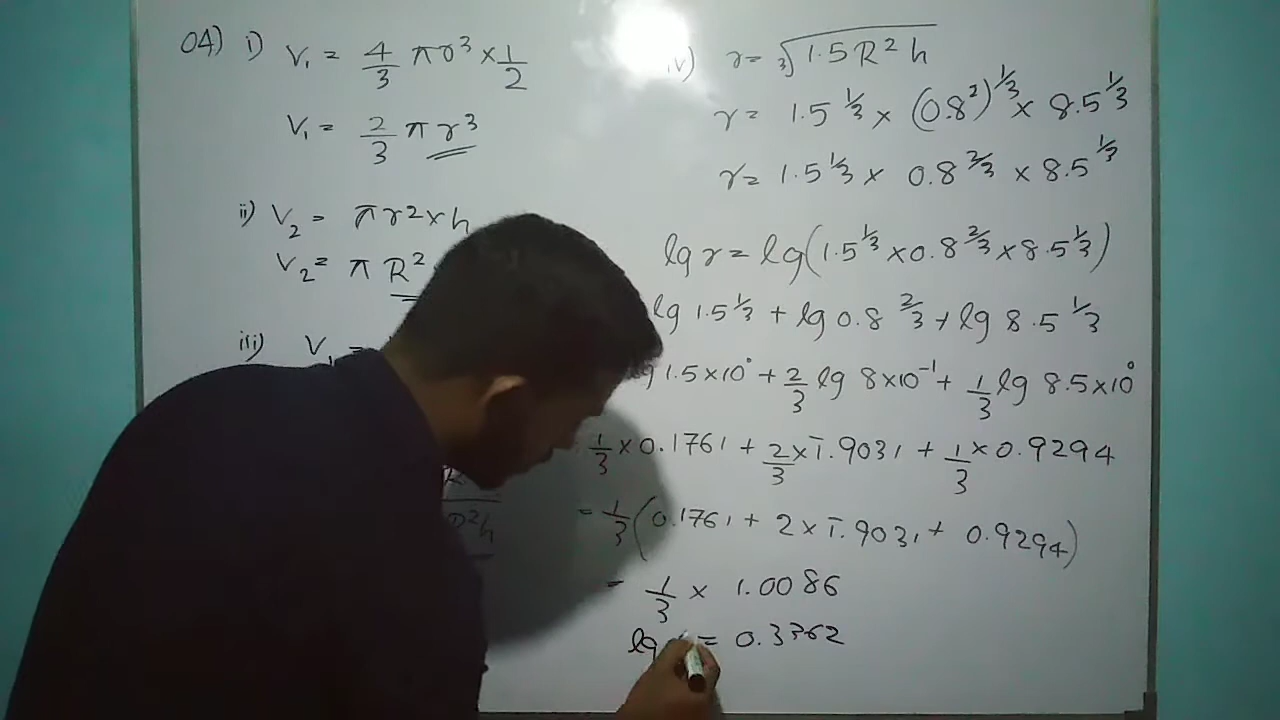 04) i) V₁ = 4/3 πr³ × 1/2
V₁ = 2/3 πr³
ii) V₂ = πr² × h
V₂ = πR²
iii) V₁ =
R²h
iv) r = ∛(1.5R²h)
r = 1.5^⅓ × (0.8²)^⅓ × 8.5^⅓
r = 1.5^⅓ × 0.8^⅔ × 8.5^⅓
lg r = lg(1.5^⅓ × 0.8^⅔ × 8.5^⅓)
lg 1.5^⅓ + lg 0.8^⅔ + lg 8.5^⅓
lg 1.5×10⁰ + 2/3 lg 8×10⁻¹ + 1/3 lg 8.5×10⁰
1/3 × 0.1761 + 2/3 × 1̄.9031 + 1/3 × 0.9294
= 1/3 (0.1761 + 2 × 1̄.9031 + 0.9294)
= 1/3 × 1.0086
lg = 0.3362